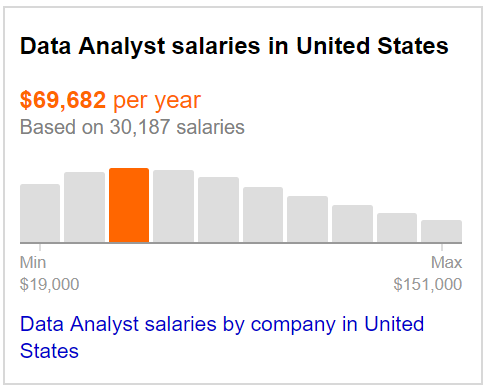 Data Analyst salaries in United States
$69,682 per year
Based on 30,187 salaries
Min Max
$19,000 $151,000
Data Analyst salaries by company in United
States